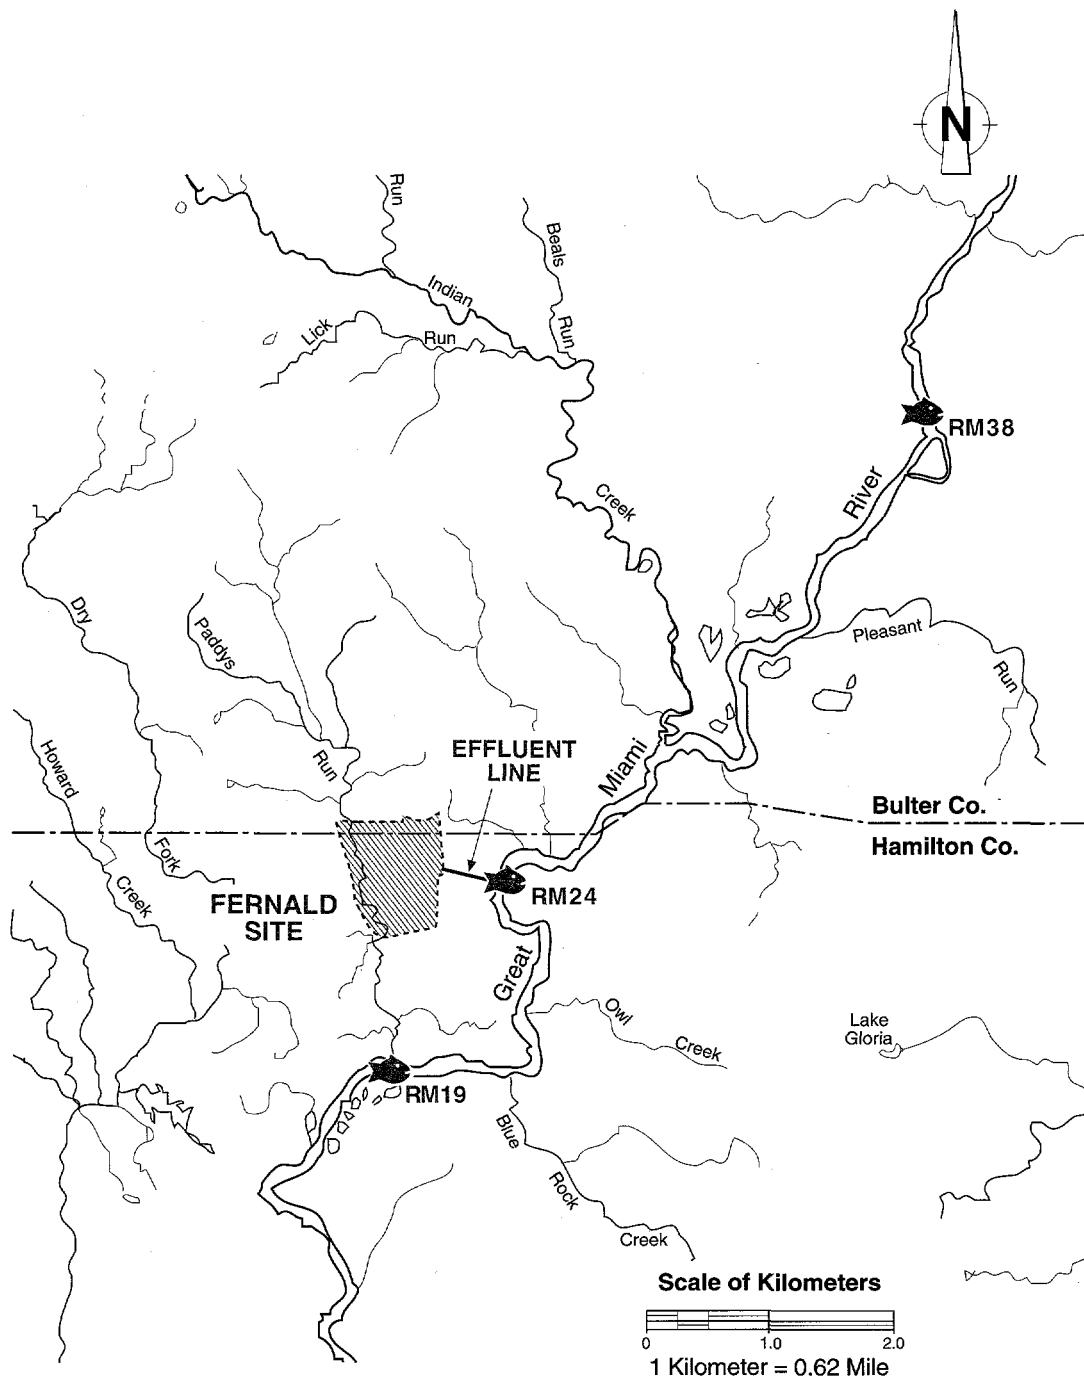 N
Run
Beals
Run
Indian
Lick
Run
RM38
River
Creek
Dry
Paddys
Pleasant
Run
Howard
Run
EFFLUENT
LINE
Miami
Bulter Co.
Hamilton Co.
Fork
Creek
FERNALD
SITE
RM24
Great
Owl
Creek
Lake
Gloria
RM19
Blue
Rock
Creek
Scale of Kilometers
0 1.0 2.0
1 Kilometer = 0.62 Mile